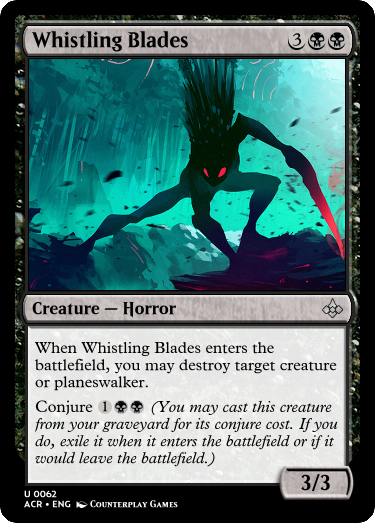 Whistling Blades 3
Creature — Horror
When Whistling Blades enters the
battlefield, you may destroy target creature
or planeswalker.
Conjure 1 (You may cast this creature
from your graveyard for its conjure cost. If you
do, exile it when it enters the battlefield or if it
would leave the battlefield.)
3/3
U 0062
ACR • ENG Counterplay Games